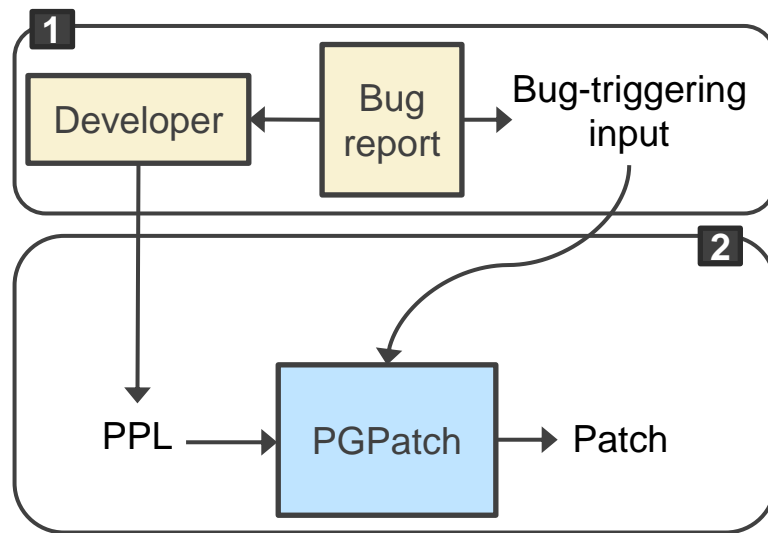 1
Developer
Bug
report
Bug-triggering
input
2
PPL
PGPatch
Patch